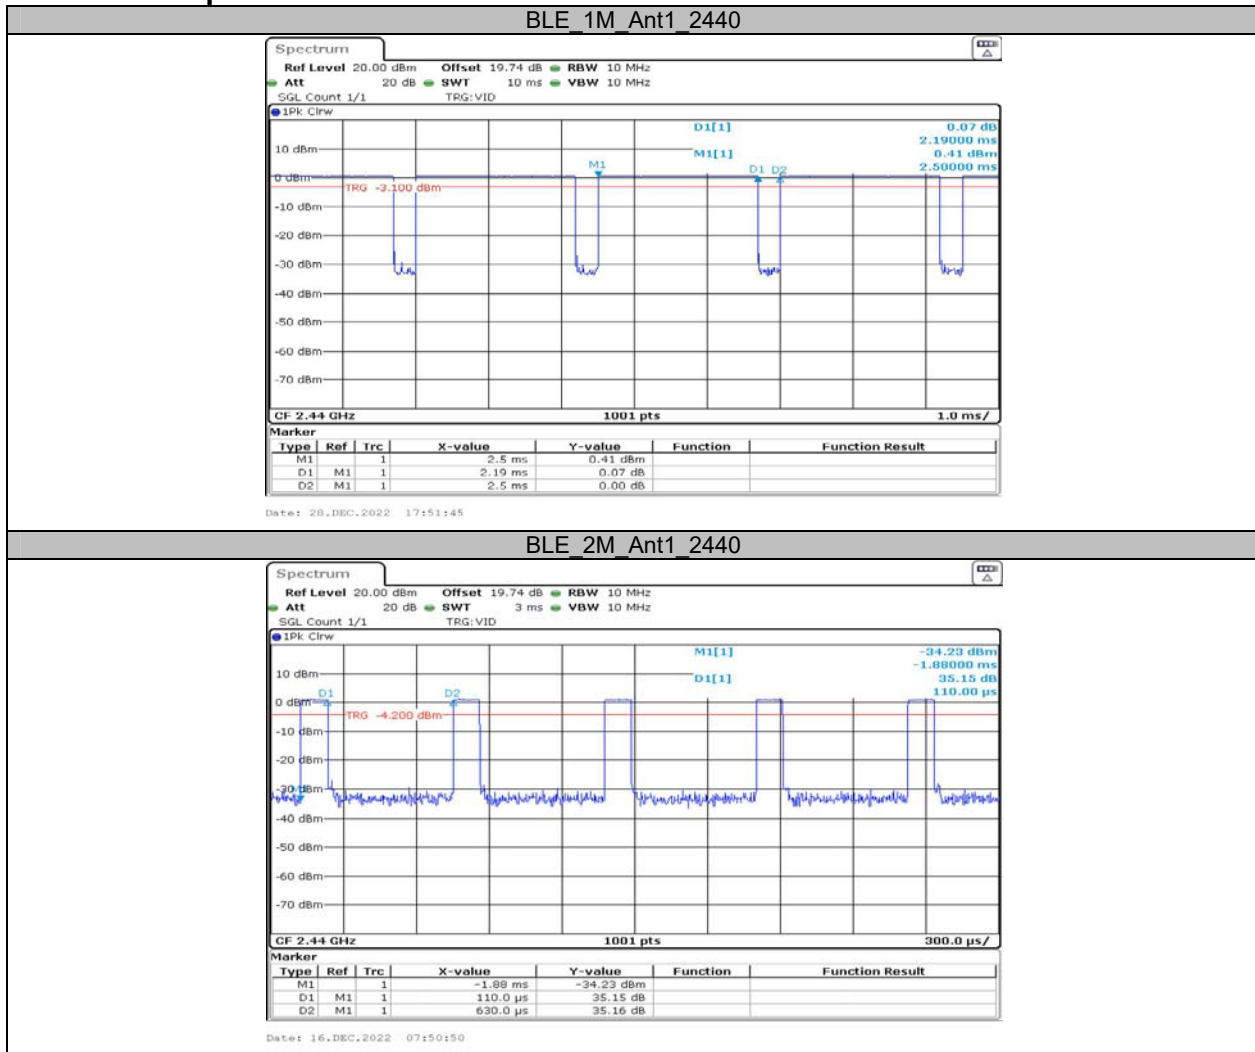 BLE_1M_Ant1_2440
Spectrum
Ref Level 20.00 dBm Offset 19.74 dB RBW 10 MHz
Att 20 dB SWT 10 ms VBW 10 MHz
SGL Count 1/1 TRG:VID
1Pk Clrw
D1[1] 0.07 dB
2.19000 ms
10 dBm
M1[1] 0.41 dBm
2.50000 ms
M1
D1 D2
0 dBm
TRG -3.100 dBm
-10 dBm
-20 dBm
-30 dBm
-40 dBm
-50 dBm
-60 dBm
-70 dBm
CF 2.44 GHz 1001 pts 1.0 ms/
Marker
Type Ref Trc X-value Y-value Function Function Result
M1 1 2.5 ms 0.41 dBm
D1 M1 1 2.19 ms 0.07 dB
D2 M1 1 2.5 ms 0.00 dB
Date: 28.DEC.2022 17:51:45
BLE_2M_Ant1_2440
Spectrum
Ref Level 20.00 dBm Offset 19.74 dB RBW 10 MHz
Att 20 dB SWT 3 ms VBW 10 MHz
SGL Count 1/1 TRG:VID
1Pk Clrw
M1[1] -34.23 dBm
-1.88000 ms
10 dBm
D1[1] 35.15 dB
110.00 µs
D1 D2
0 dBm
TRG -4.200 dBm
-10 dBm
-20 dBm
-30 dBm
-40 dBm
-50 dBm
-60 dBm
-70 dBm
CF 2.44 GHz 1001 pts 300.0 µs/
Marker
Type Ref Trc X-value Y-value Function Function Result
M1 1 -1.88 ms -34.23 dBm
D1 M1 1 110.0 µs 35.15 dB
D2 M1 1 630.0 µs 35.16 dB
Date: 16.DEC.2022 07:50:50